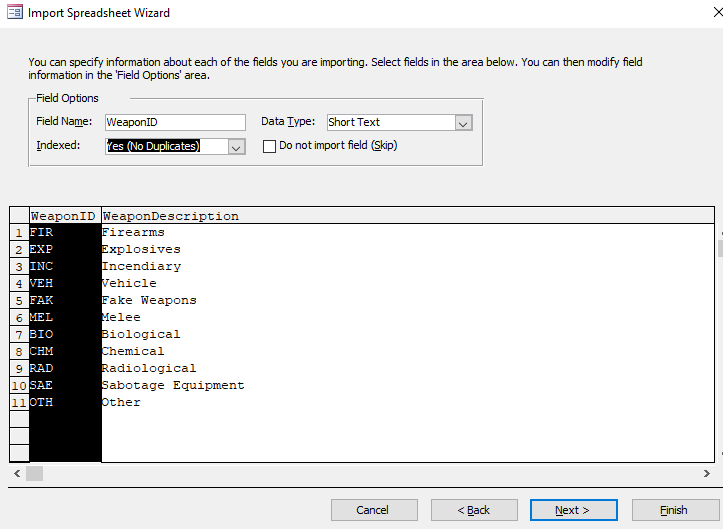 Import Spreadsheet Wizard
You can specify information about each of the fields you are importing. Select fields in the area below. You can then modify field
information in the 'Field Options' area.
Field Options
Field Name: WeaponID Data Type: Short Text
Indexed: Yes (No Duplicates) Do not import field (Skip)
WeaponID WeaponDescription
1 FIR Firearms
2 EXP Explosives
3 INC Incendiary
4 VEH Vehicle
5 FAK Fake Weapons
6 MEL Melee
7 BIO Biological
8 CHM Chemical
9 RAD Radiological
10 SAE Sabotage Equipment
11 OTH Other
Cancel < Back Next > Finish